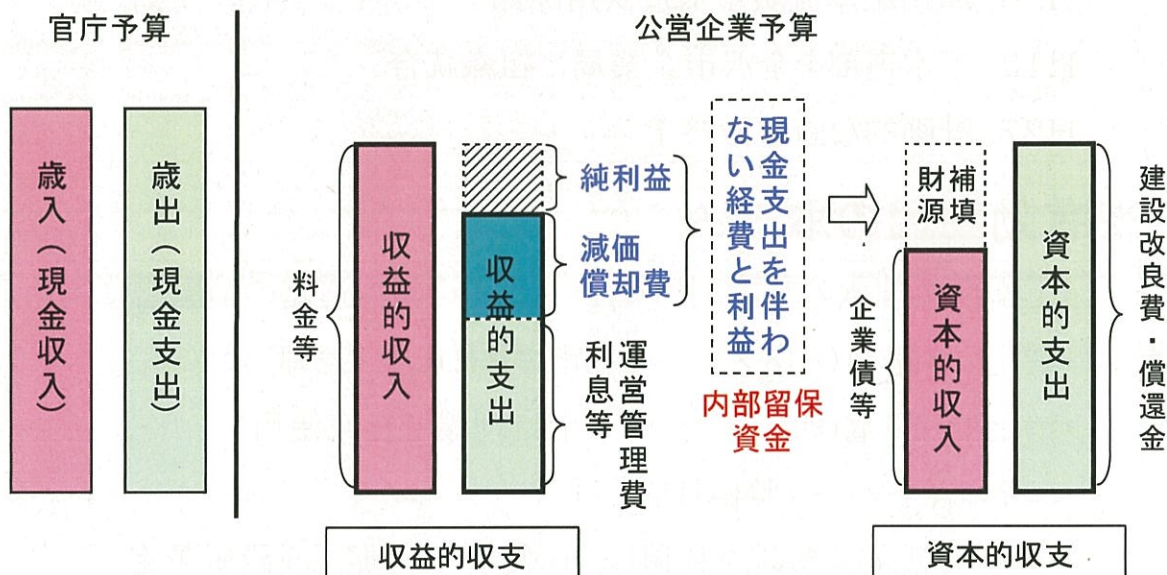 官庁予算
公営企業予算
歳入（現金収入）
歳出（現金支出）
料金等
収益的収入
収益的支出
純利益
減価
償却費
運営管理費
利息等
現金支出を伴わ
ない経費と利益
内部留保
資金
補填
財源
企業債等
資本的収入
資本的支出
建設改良費・償還金
収益的収支
資本的収支